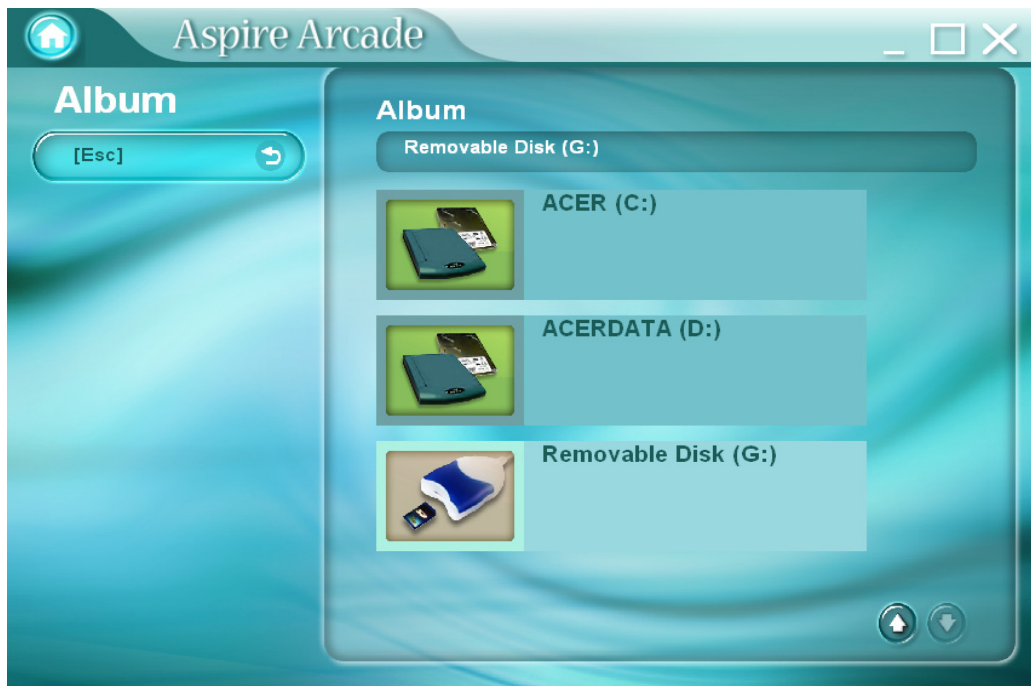 Aspire Arcade
Album
[Esc]
Album
Removable Disk (G:)
ACER (C:)
ACERDATA (D:)
Removable Disk (G:)